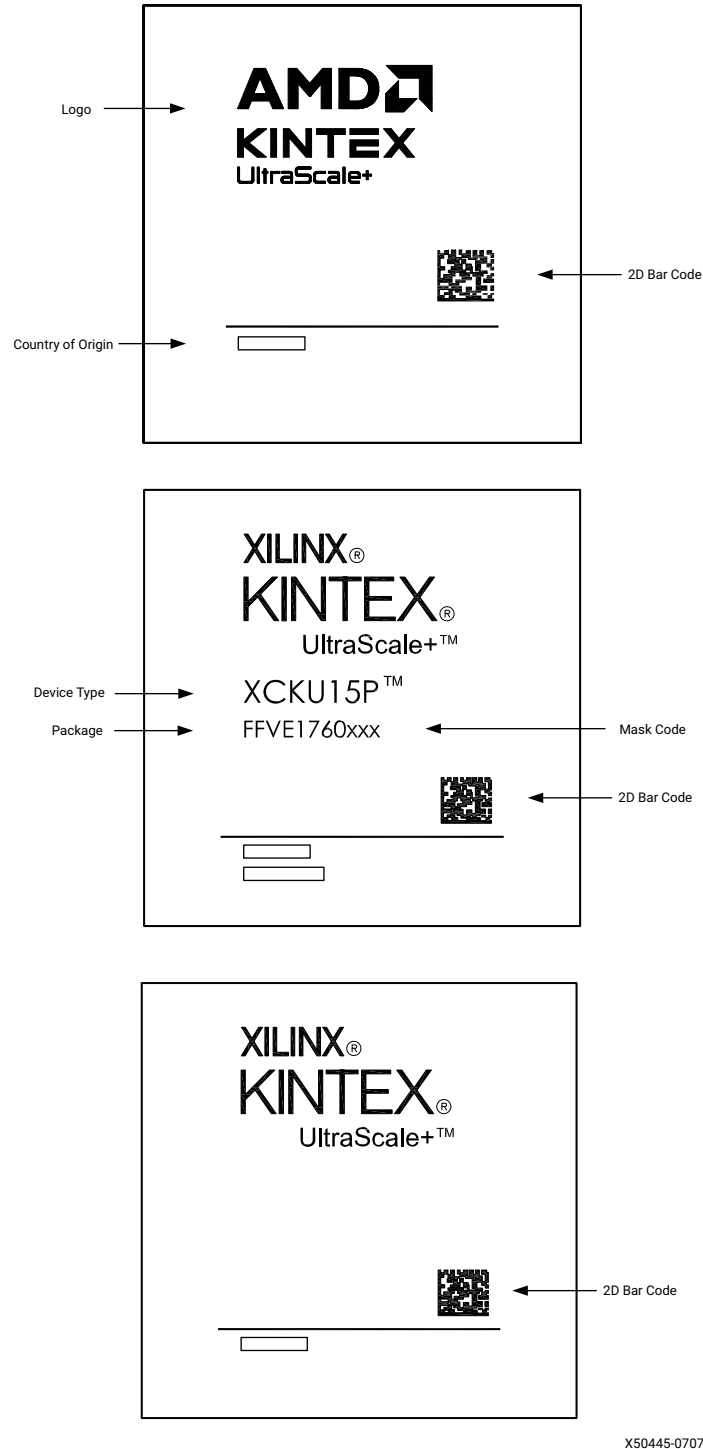 AMD
Logo
KINTEX
UltraScale+
2D Bar Code
Country of Origin
XILINX®
KINTEX®
UltraScale+™
Device Type
XCKU15P™
Package
FFVE1760xxx
Mask Code
2D Bar Code
XILINX®
KINTEX®
UltraScale+™
2D Bar Code
X50445-0707